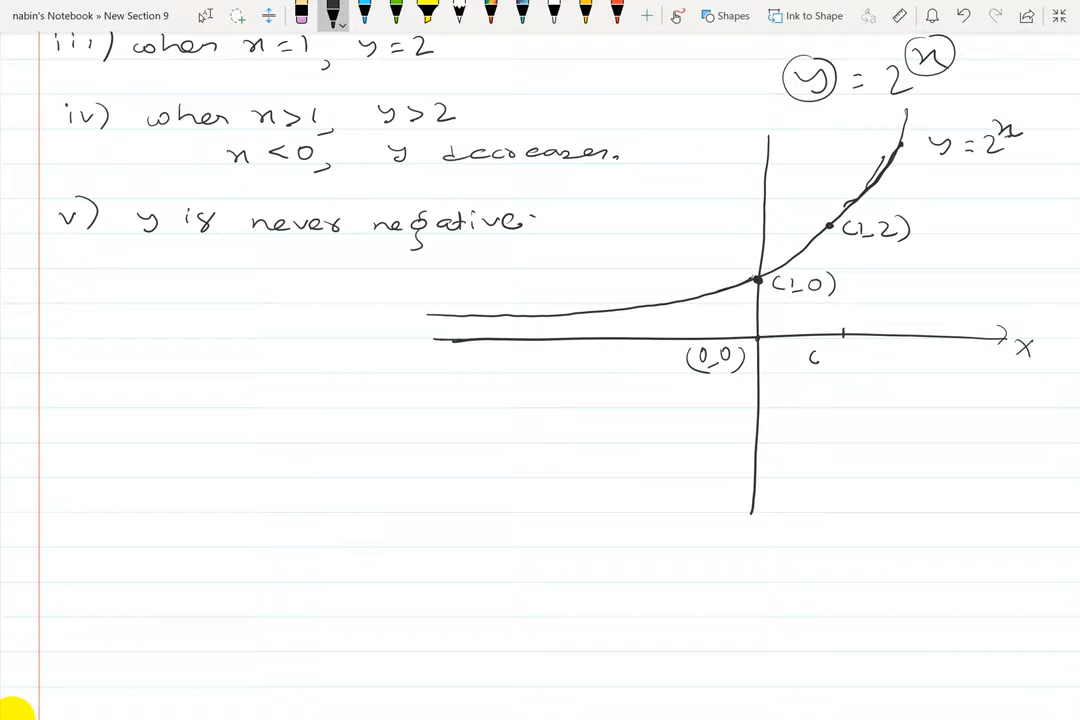 nabin's Notebook » New Section 9
Shapes
Ink to Shape
iii) when x=1, y=2
iv) when x>1, y>2
x<0, y decreases.
v) y is never negative.
y = 2^x
y = 2^x
(1,2)
(1,0)
(0,0)
X